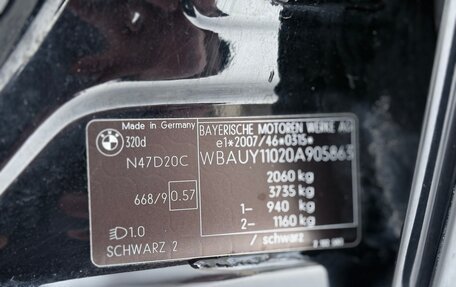 Made in Germany
320d
N47D20C
668/9 0.57
1.0
SCHWARZ 2
BAYERISCHE MOTOREN WERKE AG
e1*2007/46*0315*
WBAUY11020A905863
2060 kg
3735 kg
1- 940 kg
2- 1160 kg
/ schwarz